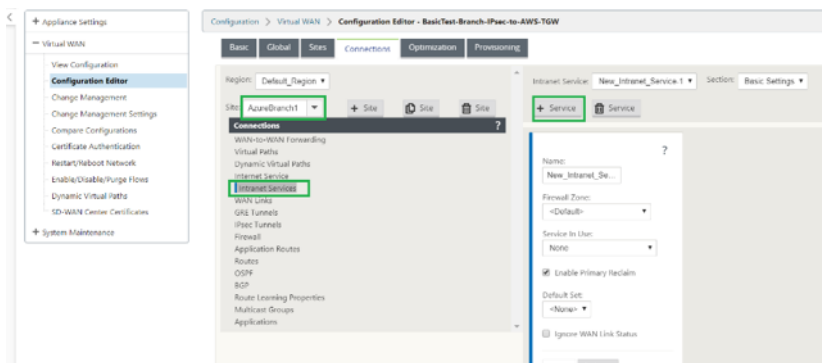 + Appliance Settings
− Virtual WAN
View Configuration
Configuration Editor
Change Management
Change Management Settings
Compare Configurations
Certificate Authentication
Restart/Reboot Network
Enable/Disable/Purge Flows
Dynamic Virtual Paths
SD-WAN Center Certificates
+ System Maintenance
Configuration > Virtual WAN > Configuration Editor - BasicTest-Branch-IPsec-to-AWS-TGW
Basic Global Sites Connections Optimization Provisioning
Region: Default_Region
Site: AzureBranch1 + Site Site Site
Connections ?
WAN-to-WAN Forwarding
Virtual Paths
Dynamic Virtual Paths
Internet Service
Intranet Services
WAN Links
GRE Tunnels
IPsec Tunnels
Firewall
Application Routes
Routes
OSPF
BGP
Route Learning Properties
Multicast Groups
Applications
Intranet Service: New_Intranet_Service-1 Section: Basic Settings
+ Service Service
?
Name:
New_Intranet_Se...
Firewall Zone:
<Default>
Service In Use:
None
Enable Primary Reclaim
Default Set:
<None>
Ignore WAN Link Status